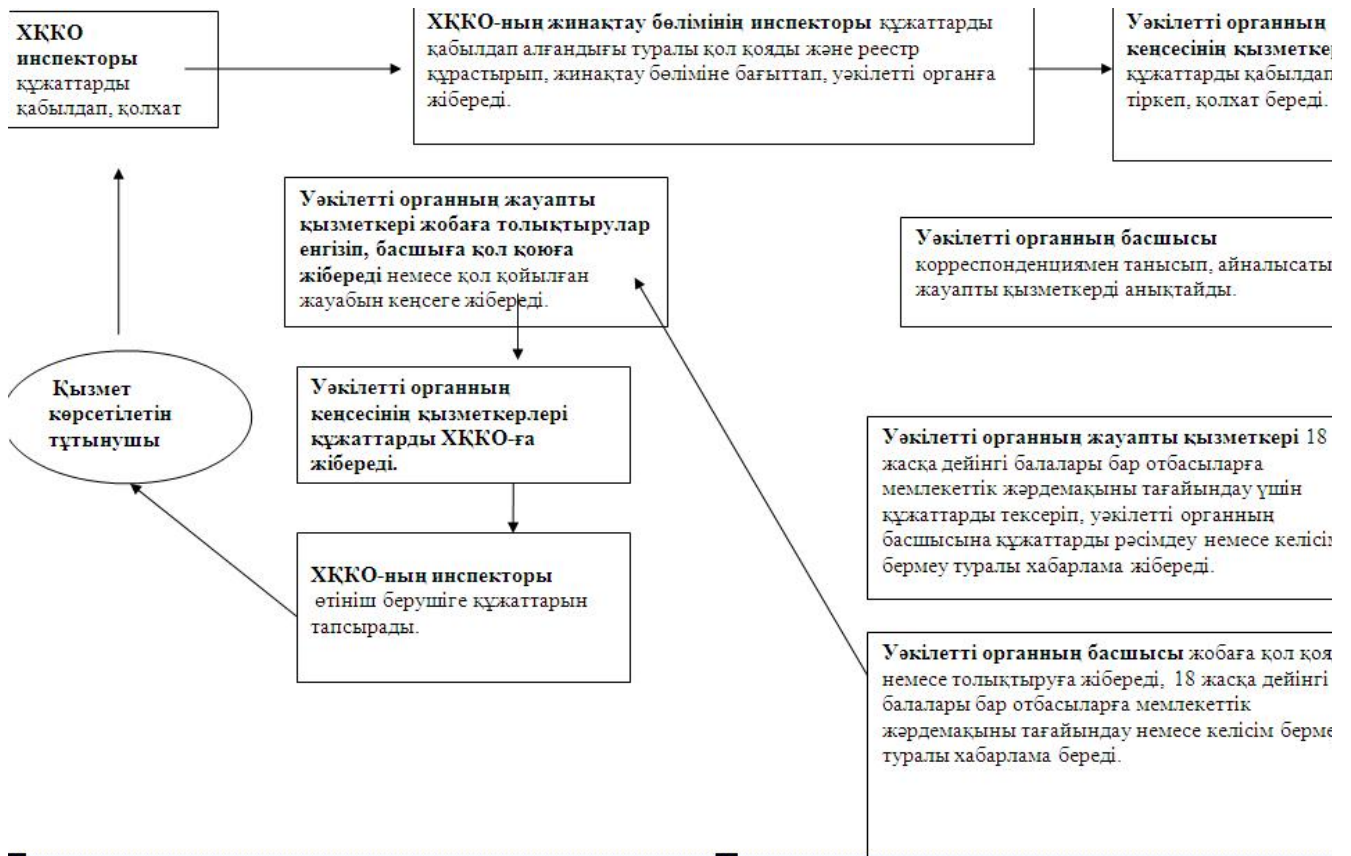 ХҚКО
инспекторы
құжаттарды
қабылдап, қолхат
ХҚКО-ның жинақтау бөлімінің инспекторы құжаттарды
қабылдап алғандығы туралы қол қояды және реестр
құрастырып, жинақтау бөліміне бағыттап, уәкілетті органға
жібереді.
Уәкілетті органның
кеңсесінің
құжаттарды қабылдап
тіркеп, қолхат береді.
Уәкілетті органның жауапты
қызметкері жобаға толықтырулар
енгізіп, басшыға қол қоюға
жібереді немесе қол қойылған
жауабын кеңсеге жібереді.
Уәкілетті органның басшысы
корреспонденциямен танысып,
жауапты қызметкерді анықтайды.
Қызмет
көрсетілетін
тұтынушы
Уәкілетті органның
кеңсесінің қызметкерлері
құжаттарды ХҚКО-ға
жібереді.
Уәкілетті органның жауапты қызметкері 18
жасқа дейінгі балалары бар отбасыларға
мемлекеттік жәрдемақыны тағайындау үшін
құжаттарды тексеріп, уәкілетті органның
басшысына құжаттарды рәсімдеу немесе
бермеу туралы хабарлама жібереді.
ХҚКО-ның инспекторы
өтініш берушіге құжаттарын
тапсырады.
Уәкілетті органның басшысы жобаға қол
немесе толықтыруға жібереді, 18 жасқа дейінгі
балалары бар отбасыларға мемлекеттік
жәрдемақыны тағайындау немесе келісім
туралы хабарлама береді.